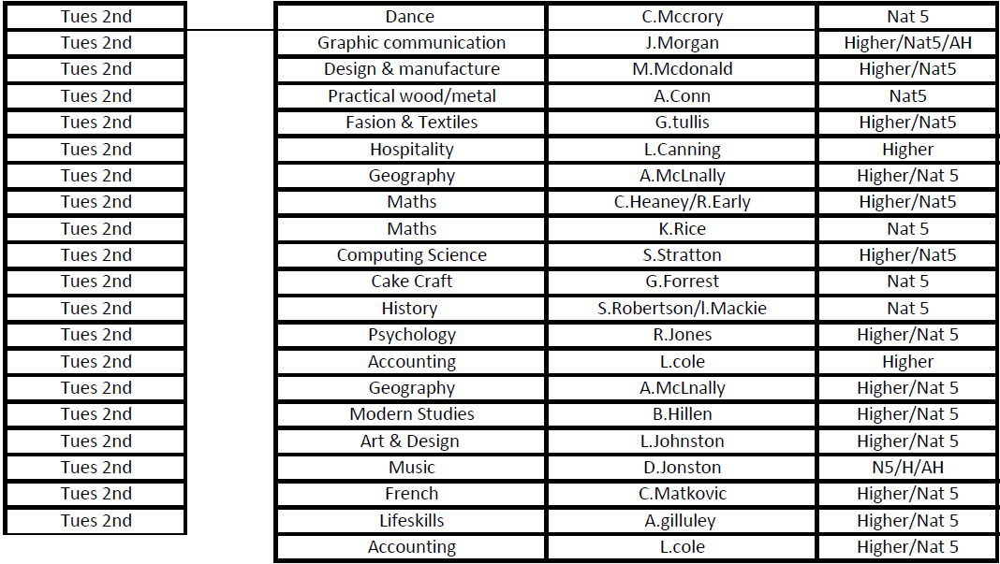 Tues 2nd Dance C.Mccrory Nat 5
Tues 2nd Graphic communication J.Morgan Higher/Nat5/AH
Tues 2nd Design & manufacture M.Mcdonald Higher/Nat5
Tues 2nd Practical wood/metal A.Conn Nat5
Tues 2nd Fasion & Textiles G.tullis Higher/Nat5
Tues 2nd Hospitality L.Canning Higher
Tues 2nd Geography A.McLnally Higher/Nat 5
Tues 2nd Maths C.Heaney/R.Early Higher/Nat5
Tues 2nd Maths K.Rice Nat 5
Tues 2nd Computing Science S.Stratton Higher/Nat5
Tues 2nd Cake Craft G.Forrest Nat 5
Tues 2nd History S.Robertson/l.Mackie Nat 5
Tues 2nd Psychology R.Jones Higher/Nat 5
Tues 2nd Accounting L.cole Higher
Tues 2nd Geography A.McLnally Higher/Nat 5
Tues 2nd Modern Studies B.Hillen Higher/Nat 5
Tues 2nd Art & Design L.Johnston Higher/Nat 5
Tues 2nd Music D.Jonston N5/H/AH
Tues 2nd French C.Matkovic Higher/Nat 5
Tues 2nd Lifeskills A.gilluley Higher/Nat 5
Accounting L.cole Higher/Nat 5